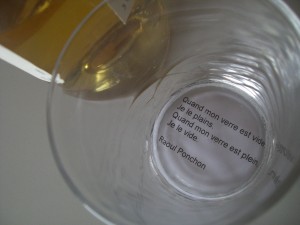 Quand mon verre est vide
Je le plains.
Quand mon verre est plein
Je le vide.
Raoul Ponchon